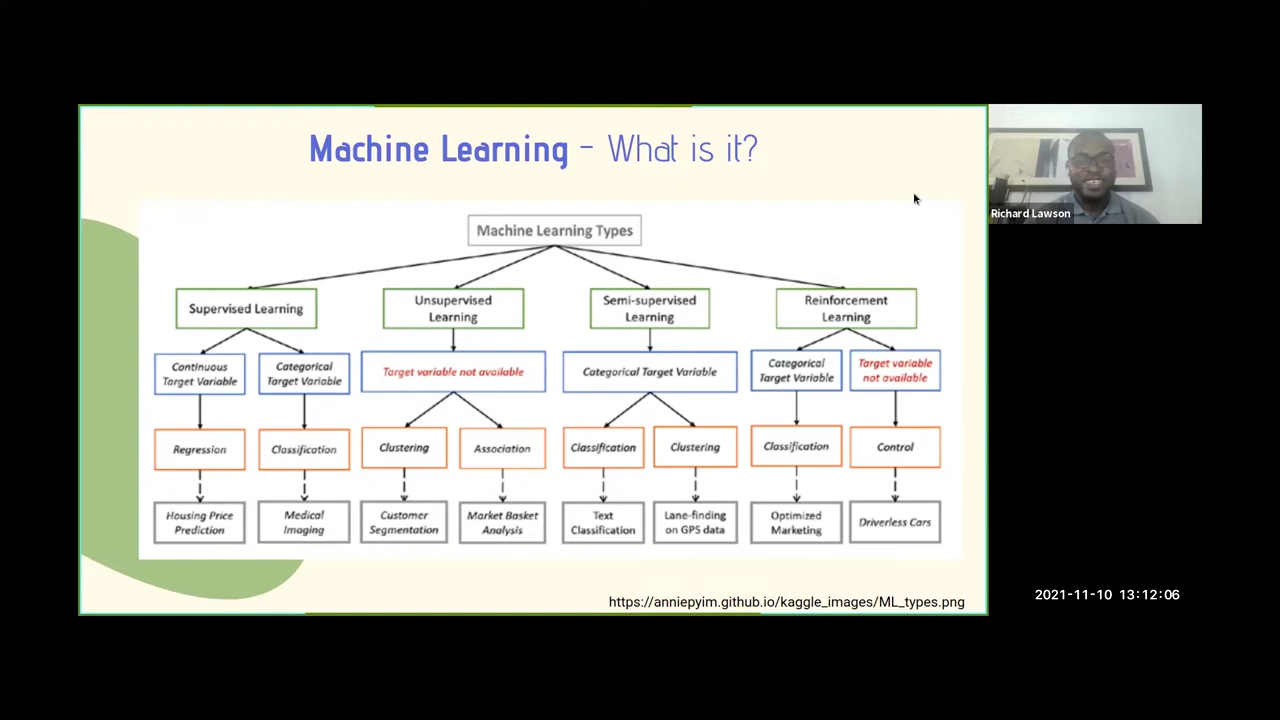 Machine Learning - What is it?
Richard Lawson
Machine Learning Types
Supervised Learning
Unsupervised
Learning
Semi-supervised
Learning
Reinforcement
Learning
Continuous
Target Variable
Categorical
Target Variable
Target variable not available
Categorical Target Variable
Categorical
Target Variable
Target variable
not available
Regression
Classification
Clustering
Association
Classification
Clustering
Classification
Control
Housing Price
Prediction
Medical
Imaging
Customer
Segmentation
Market Basket
Analysis
Text
Classification
Lane-finding
on GPS data
Optimized
Marketing
Driverless Cars
https://anniepyim.github.io/kaggle_images/ML_types.png
2021-11-10 13:12:06